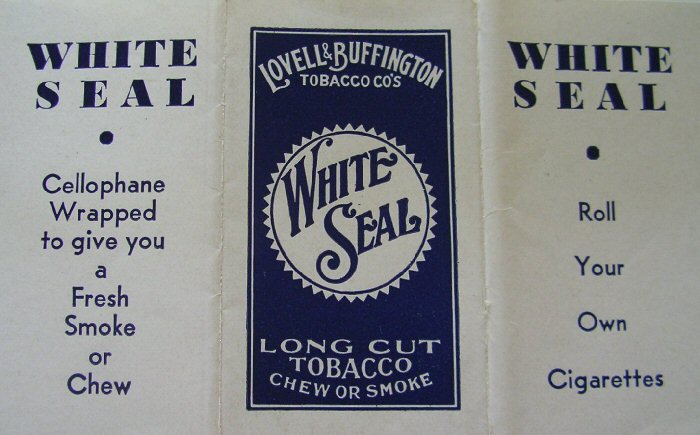 WHITE
SEAL
Cellophane
Wrapped
to give you
a
Fresh
Smoke
or
Chew
LOVELL & BUFFINGTON
TOBACCO CO'S
WHITE
SEAL
LONG CUT
TOBACCO
CHEW OR SMOKE
WHITE
SEAL
Roll
Your
Own
Cigarettes